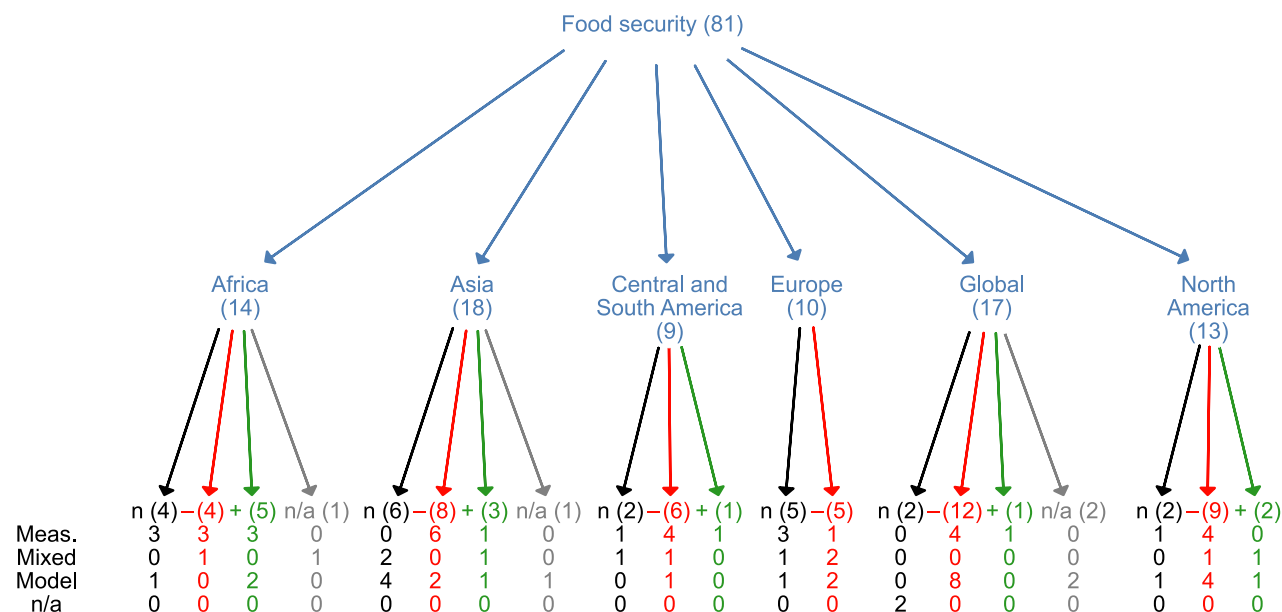 Food security (81)
Africa (14)
Asia (18)
Central and South America (9)
Europe (10)
Global (17)
North America (13)
n (4) −(4) + (5) n/a (1) n (6) −(8) + (3) n/a (1) n (2) −(6) + (1) n (5) −(5) n (2) −(12) + (1) n/a (2) n (2) −(9) + (2)
Meas. 3 3 3 0 0 6 1 0 1 4 1 3 1 0 4 1 0 1 4 0
Mixed 0 1 0 1 2 0 1 0 1 1 0 1 2 0 0 0 0 0 1 1
Model 1 0 2 0 4 2 1 1 0 1 0 1 2 0 8 0 2 1 4 1
n/a 0 0 0 0 0 0 0 0 0 0 0 0 0 2 0 0 0 0 0 0